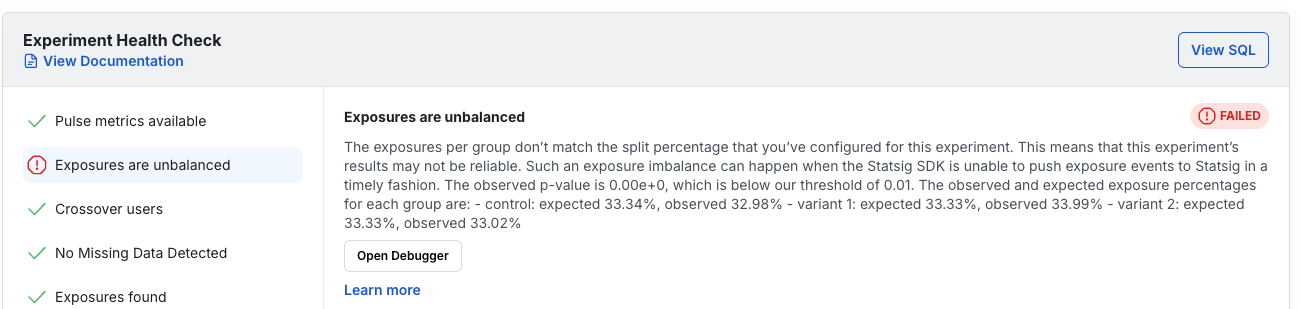 Experiment Health Check
View Documentation
View SQL
Pulse metrics available
Exposures are unbalanced
Crossover users
No Missing Data Detected
Exposures found
Exposures are unbalanced
FAILED
The exposures per group don’t match the split percentage that you’ve configured for this experiment. This means that this experiment’s
results may not be reliable. Such an exposure imbalance can happen when the Statsig SDK is unable to push exposure events to Statsig in a
timely fashion. The observed p-value is 0.00e+0, which is below our threshold of 0.01. The observed and expected exposure percentages
for each group are: - control: expected 33.34%, observed 32.98% - variant 1: expected 33.33%, observed 33.99% - variant 2: expected
33.33%, observed 33.02%
Open Debugger
Learn more